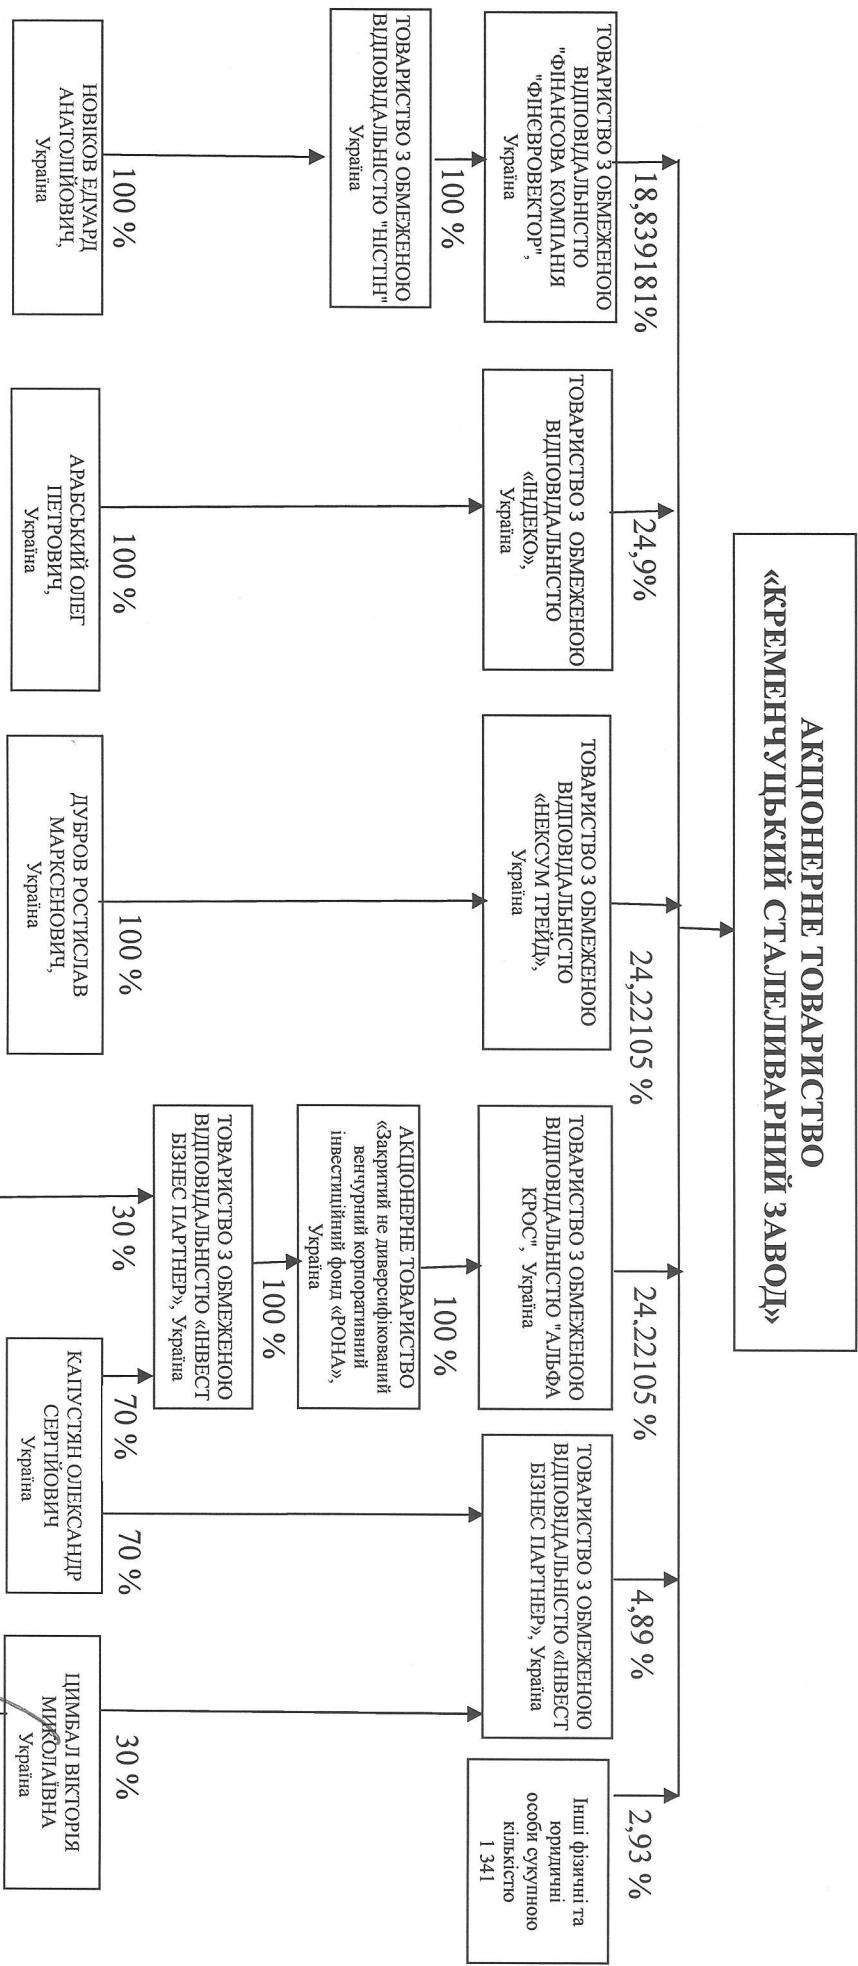 АКЦІОНЕРНЕ ТОВАРИСТВО
«КРЕМЕНЧУЦЬКИЙ СТАЛЕЛИВАРНИЙ ЗАВОД»
18,839181%
24,9%
24,22105 %
24,22105 %
4,89 %
2,93 %
ТОВАРИСТВО З ОБМЕЖЕНОЮ
ВІДПОВІДАЛЬНІСТЮ
"ФІНАНСОВА КОМПАНІЯ
"ФІНЄВРОВЕКТОР",
Україна
ТОВАРИСТВО З ОБМЕЖЕНОЮ
ВІДПОВІДАЛЬНІСТЮ
«ІНДЕКО»,
Україна
ТОВАРИСТВО З ОБМЕЖЕНОЮ
ВІДПОВІДАЛЬНІСТЮ
«НЕКСУМ ТРЕЙД»,
Україна
ТОВАРИСТВО З ОБМЕЖЕНОЮ
ВІДПОВІДАЛЬНІСТЮ "АЛЬФА
КРОС", Україна
ТОВАРИСТВО З ОБМЕЖЕНОЮ
ВІДПОВІДАЛЬНІСТЮ «ІНВЕСТ
БІЗНЕС ПАРТНЕР», Україна
Інші фізичні та
юридичні
особи сукупною
кількістю
1 341
100 %
100 %
ТОВАРИСТВО З ОБМЕЖЕНОЮ
ВІДПОВІДАЛЬНІСТЮ "НІСТІН"
Україна
АКЦІОНЕРНЕ ТОВАРИСТВО
«Закритий не диверсифікований
венчурний корпоративний
інвестиційний фонд «РОНА»,
Україна
100 %
ТОВАРИСТВО З ОБМЕЖЕНОЮ
ВІДПОВІДАЛЬНІСТЮ «ІНВЕСТ
БІЗНЕС ПАРТНЕР», Україна
100 %
100 %
100 %
30 %
70 %
70 %
30 %
НОВІКОВ ЕДУАРД
АНАТОЛІЙОВИЧ,
Україна
АРАБСЬКИЙ ОЛЕГ
ПЕТРОВИЧ,
Україна
ДУБРОВ РОСТИСЛАВ
МАРКСЕНОВИЧ,
Україна
КАПУСТЯН ОЛЕКСАНДР
СЕРГІЙОВИЧ
Україна
ЦИМБАЛ ВІКТОРІЯ
МИКОЛАЇВНА
Україна